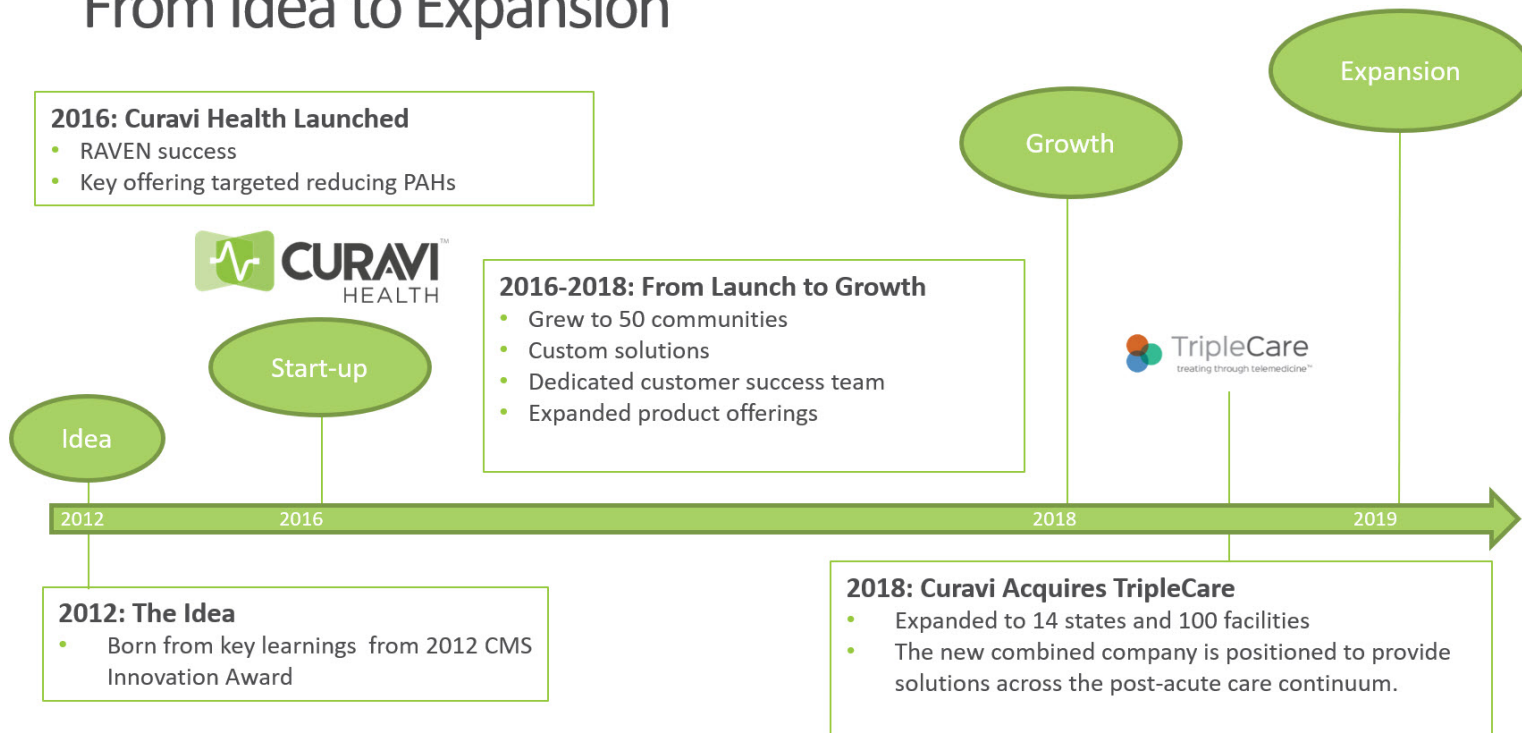 From Idea to Expansion
Expansion
2016: Curavi Health Launched
• RAVEN success
• Key offering targeted reducing PAHs
Growth
CURAVI™
HEALTH
2016-2018: From Launch to Growth
• Grew to 50 communities
• Custom solutions
• Dedicated customer success team
• Expanded product offerings
TripleCare
treating through telemedicine™
Start-up
Idea
2012
2016
2018
2019
2012: The Idea
• Born from key learnings from 2012 CMS
Innovation Award
2018: Curavi Acquires TripleCare
• Expanded to 14 states and 100 facilities
• The new combined company is positioned to provide
solutions across the post-acute care continuum.